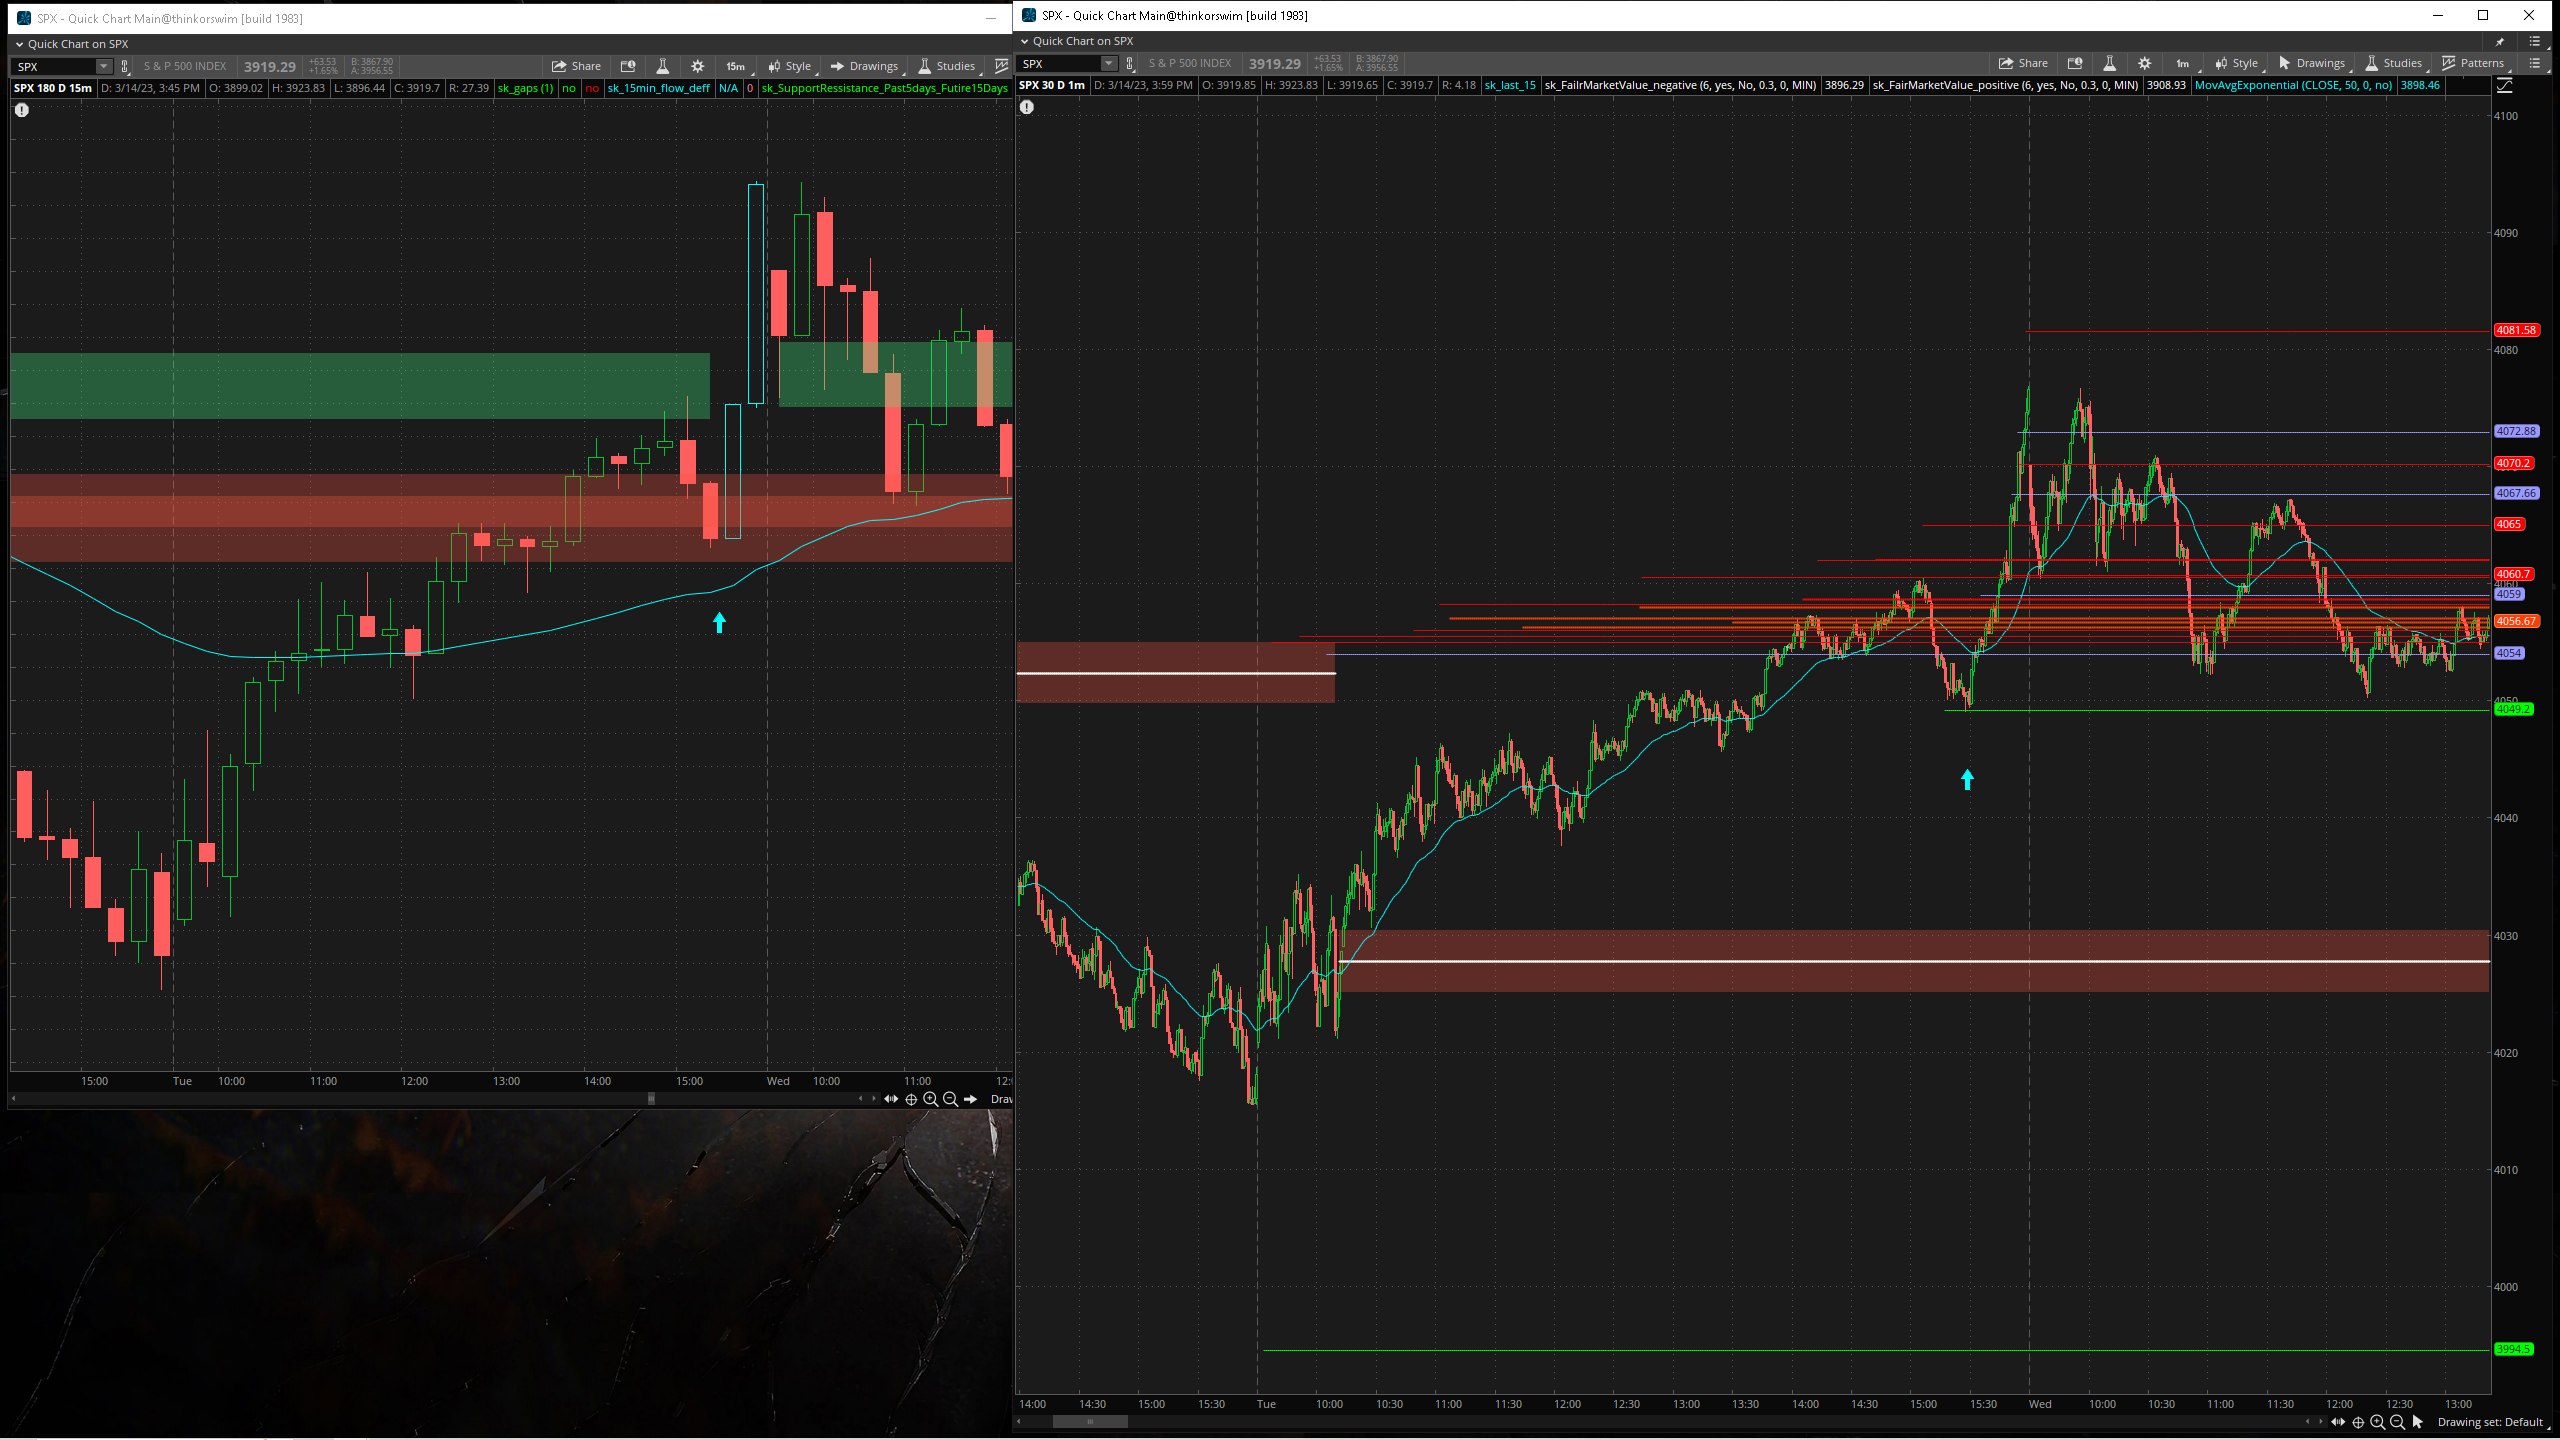 SPX - Quick Chart Main@thinkorswim [build 1983]
Quick Chart on SPX
SPX S & P 500 INDEX 3919.29 +63.53 +1.65% B: 3867.90 A: 3956.55 Share 15m Style Drawings Studies
SPX 180 D 15m D: 3/14/23, 3:45 PM O: 3899.02 H: 3923.83 L: 3896.44 C: 3919.7 R: 27.39 sk_gaps (1) no no sk_15min_flow_deff N/A 0 sk_SupportRessistance_Past5days_Futire15Days
15:00 Tue 10:00 11:00 12:00 13:00 14:00 15:00 Wed 10:00 11:00 12:
Draw
SPX - Quick Chart Main@thinkorswim [build 1983]
Quick Chart on SPX
SPX S & P 500 INDEX 3919.29 +63.53 +1.65% B: 3867.90 A: 3956.55 Share 1m Style Drawings Studies Patterns
SPX 30 D 1m D: 3/14/23, 3:59 PM O: 3919.85 H: 3923.83 L: 3919.65 C: 3919.7 R: 4.18 sk_last_15 sk_FailrMarketValue_negative (6, yes, No, 0.3, 0, MIN) 3896.29 sk_FairMarketValue_positive (6, yes, No, 0.3, 0, MIN) 3908.93 MovAvgExponential (CLOSE, 50, 0, no) 3898.46
4100
4090
4081.58
4080
4072.88
4070.2
4067.66
4065
4060.7
4060
4059
4056.67
4054
4050
4049.2
4040
4030
4020
4010
4000
3994.5
14:00 14:30 15:00 15:30 Tue 10:00 10:30 11:00 11:30 12:00 12:30 13:00 13:30 14:00 14:30 15:00 15:30 Wed 10:00 10:30 11:00 11:30 12:00 12:30 13:00
Drawing set: Default